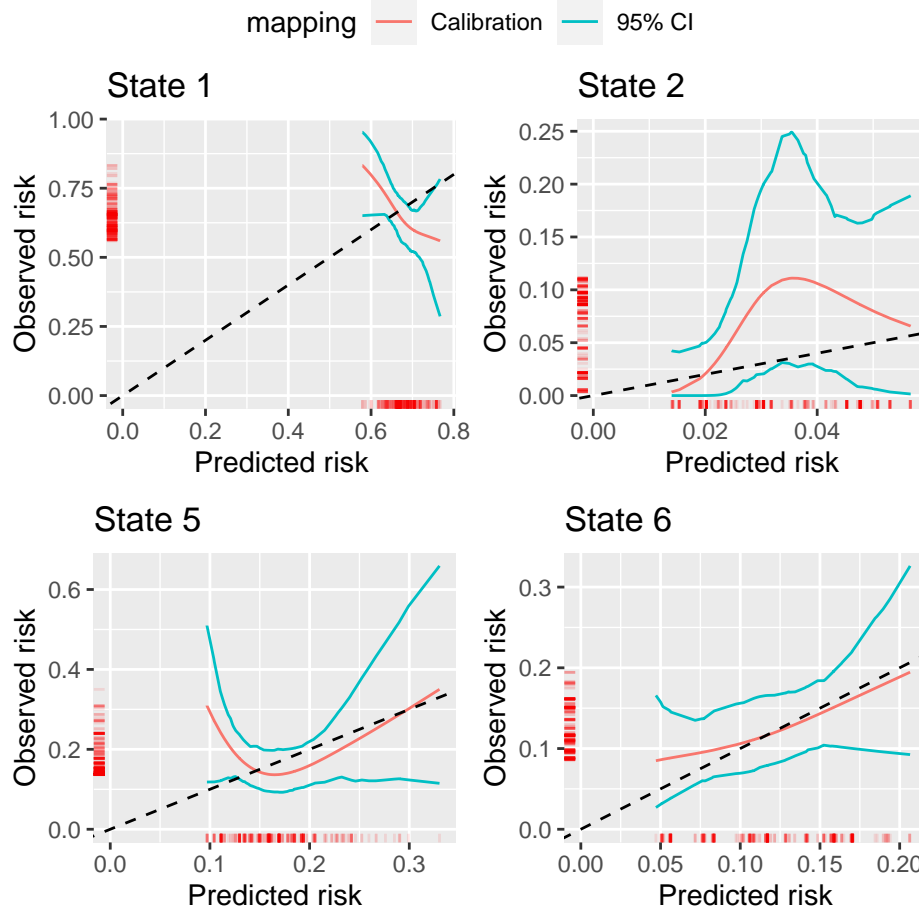 mapping Calibration 95% CI
State 1
State 2
1.00
0.75
0.50
0.25
0.00
Observed risk
0.0 0.2 0.4 0.6 0.8
Predicted risk
0.25
0.20
0.15
0.10
0.05
0.00
Observed risk
0.00 0.02 0.04
Predicted risk
State 5
State 6
0.6
0.4
0.2
0.0
Observed risk
0.0 0.1 0.2 0.3
Predicted risk
0.3
0.2
0.1
0.0
Observed risk
0.00 0.05 0.10 0.15 0.20
Predicted risk